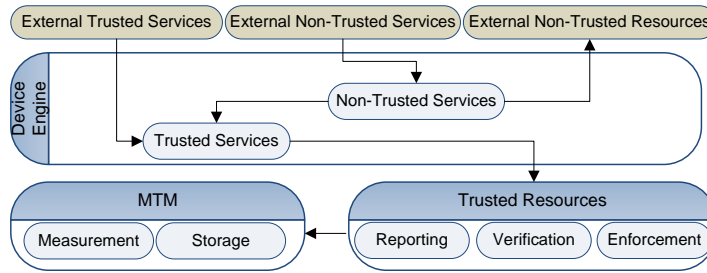 External Trusted Services
External Non-Trusted Services
External Non-Trusted Resources
Device
Engine
Non-Trusted Services
Trusted Services
MTM
Trusted Resources
Measurement
Storage
Reporting
Verification
Enforcement